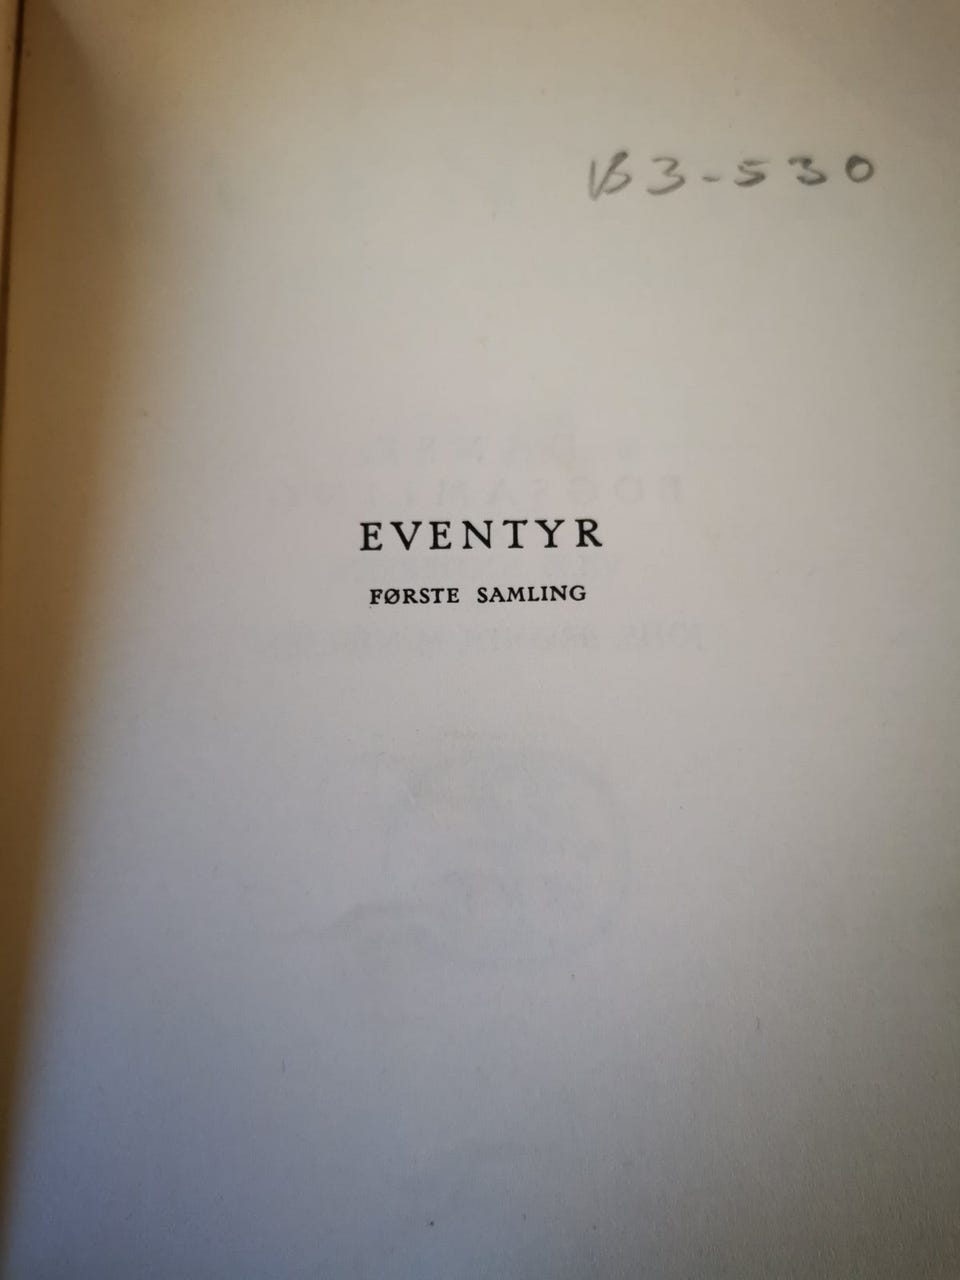 B3-530
EVENTYR
FØRSTE SAMLING